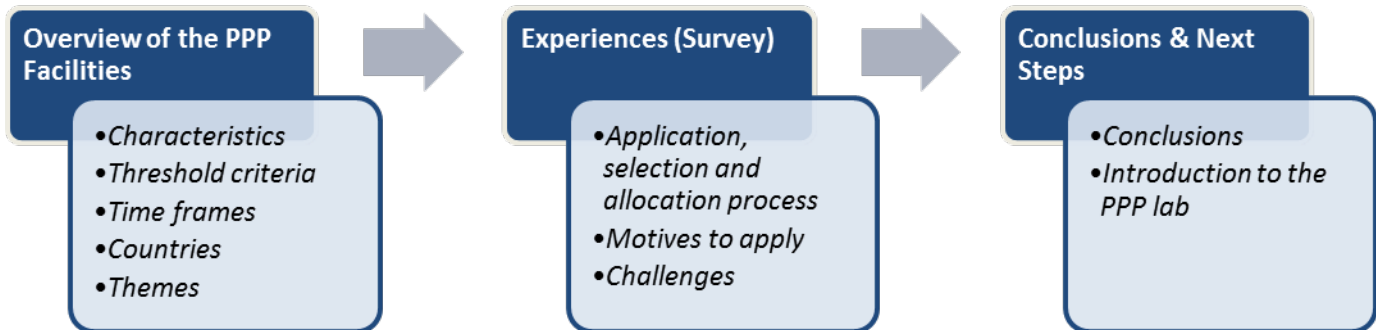 Overview of the PPP
Facilities
•Characteristics
•Threshold criteria
•Time frames
•Countries
•Themes
Experiences (Survey)
•Application,
selection and
allocation process
•Motives to apply
•Challenges
Conclusions & Next
Steps
•Conclusions
•Introduction to the
PPP lab